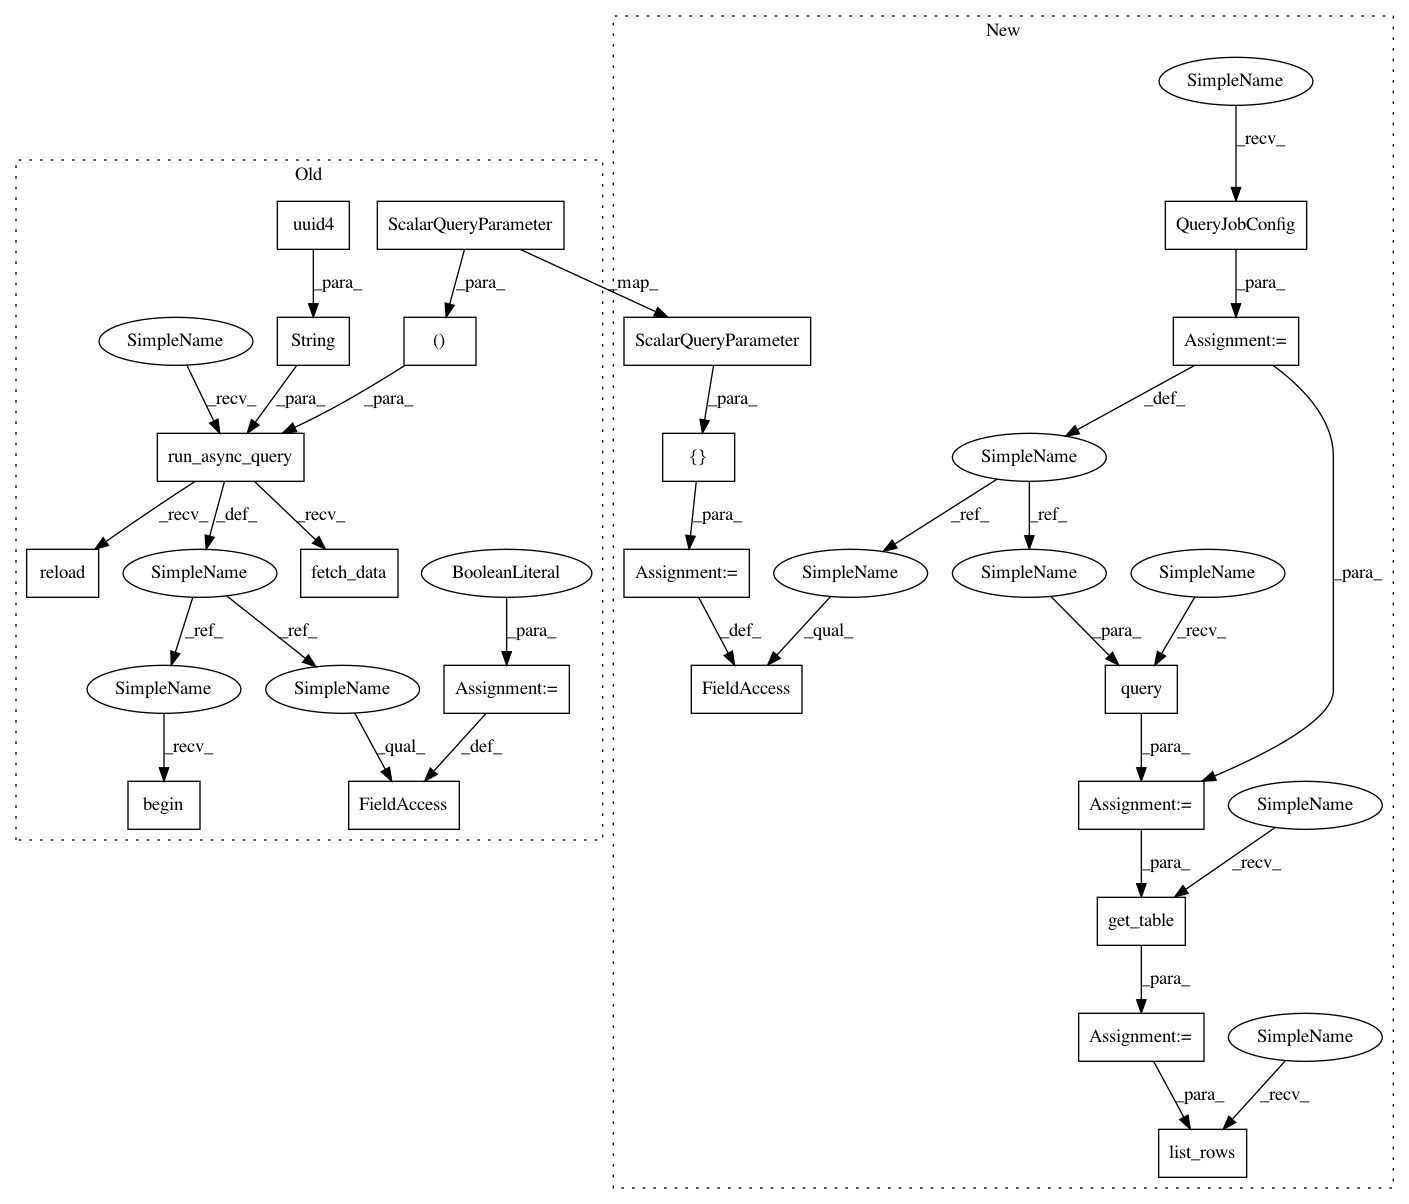 New
SimpleName
_recv_
Old
uuid4
ScalarQueryParameter
QueryJobConfig
_para_
_para_
_map_
_para_
SimpleName
String
()
ScalarQueryParameter
Assignment:=
_recv_
_para_
_para_
_para_
_def_
run_async_query
{}
SimpleName
_recv_
_def_
_recv_
_para_
_ref_
_ref_
reload
SimpleName
fetch_data
BooleanLiteral
Assignment:=
SimpleName
SimpleName
SimpleName
_para_
_ref_
_ref_
_para_
_def_
_qual_
_para_
_recv_
SimpleName
SimpleName
Assignment:=
FieldAccess
query
_recv_
_qual_
_def_
_para_
begin
FieldAccess
Assignment:=
SimpleName
_para_
_recv_
get_table
_para_
Assignment:=
SimpleName
_para_
_recv_
list_rows